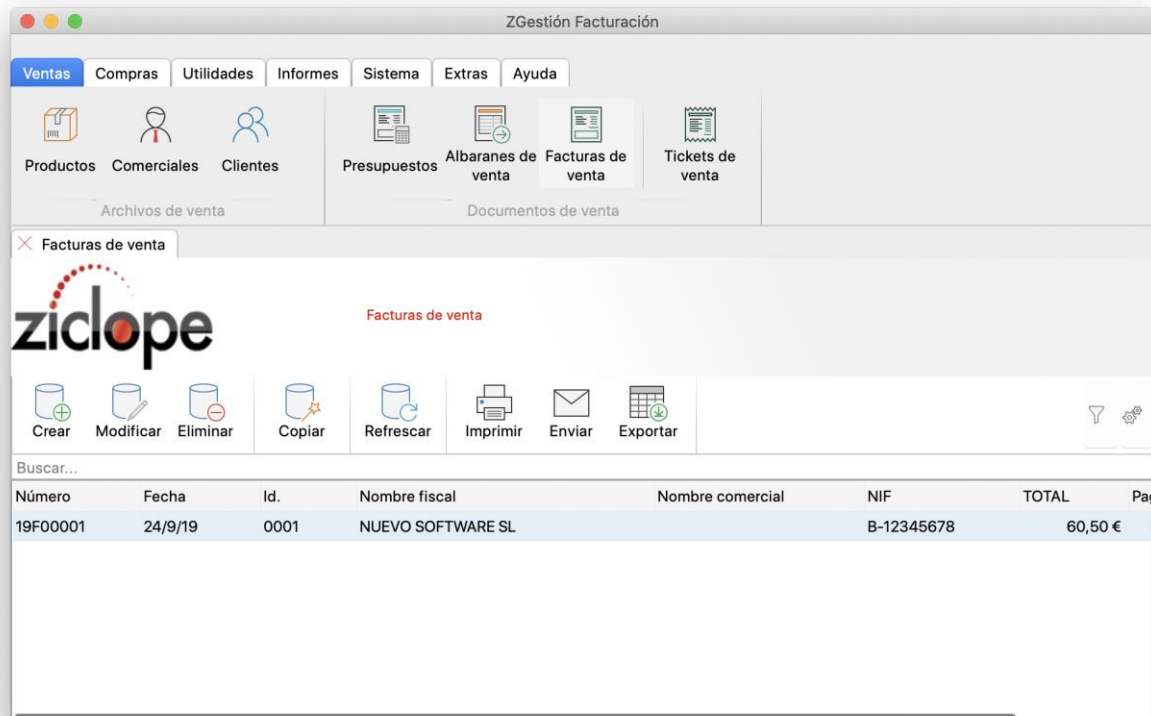 ZGestión Facturación
Ventas Compras Utilidades Informes Sistema Extras Ayuda
Productos Comerciales Clientes Presupuestos Albaranes de venta Facturas de venta Tickets de venta
Archivos de venta Documentos de venta
Facturas de venta
ziclope
Facturas de venta
Crear Modificar Eliminar Copiar Refrescar Imprimir Enviar Exportar
Buscar...
Número Fecha Id. Nombre fiscal Nombre comercial NIF TOTAL Pag
19F00001 24/9/19 0001 NUEVO SOFTWARE SL B-12345678 60,50 €